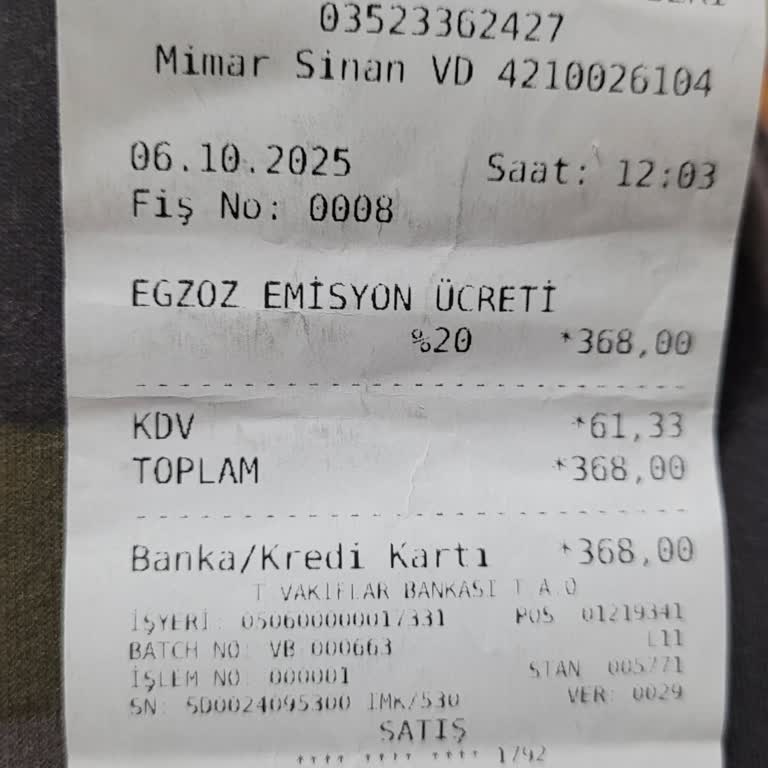 03523362427
Mimar Sinan VD 4210026104
06.10.2025 Saat: 12:03
Fiş No: 0008
EGZOZ EMİSYON ÜCRETİ
%20 *368,00
KDV *61,33
TOPLAM *368,00
Banka/Kredi Kartı *368,00
T VAKIFLAR BANKASI T A O
İŞYERİ: 050600000017331 POS 01219341
BATCH NO: VB 000663 L11
İŞLEM NO: 000001 STAN 005771
SN: 5D0024095300 IMK/530 VER: 0029
SATIŞ
**** **** **** 1792